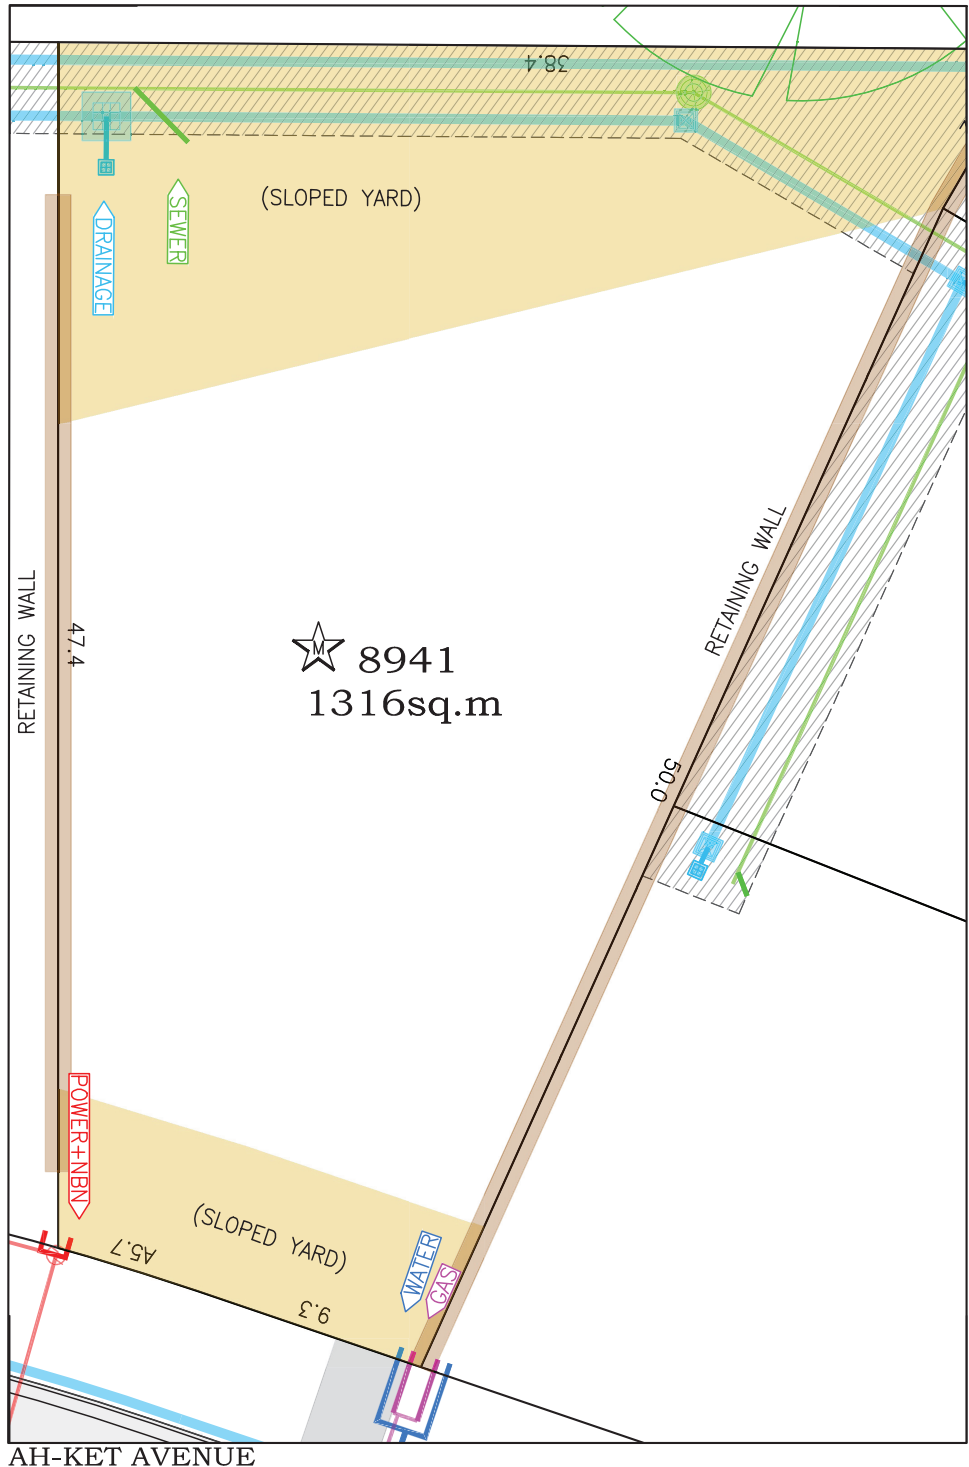 38.4
(SLOPED YARD)
SEWER
DRAINAGE
RETAINING WALL
RETAINING WALL
47.4
M 8941
1316sq.m
50.0
POWER+NBN
(SLOPED YARD)
A5.7
9.3
WATER
GAS
AH-KET AVENUE